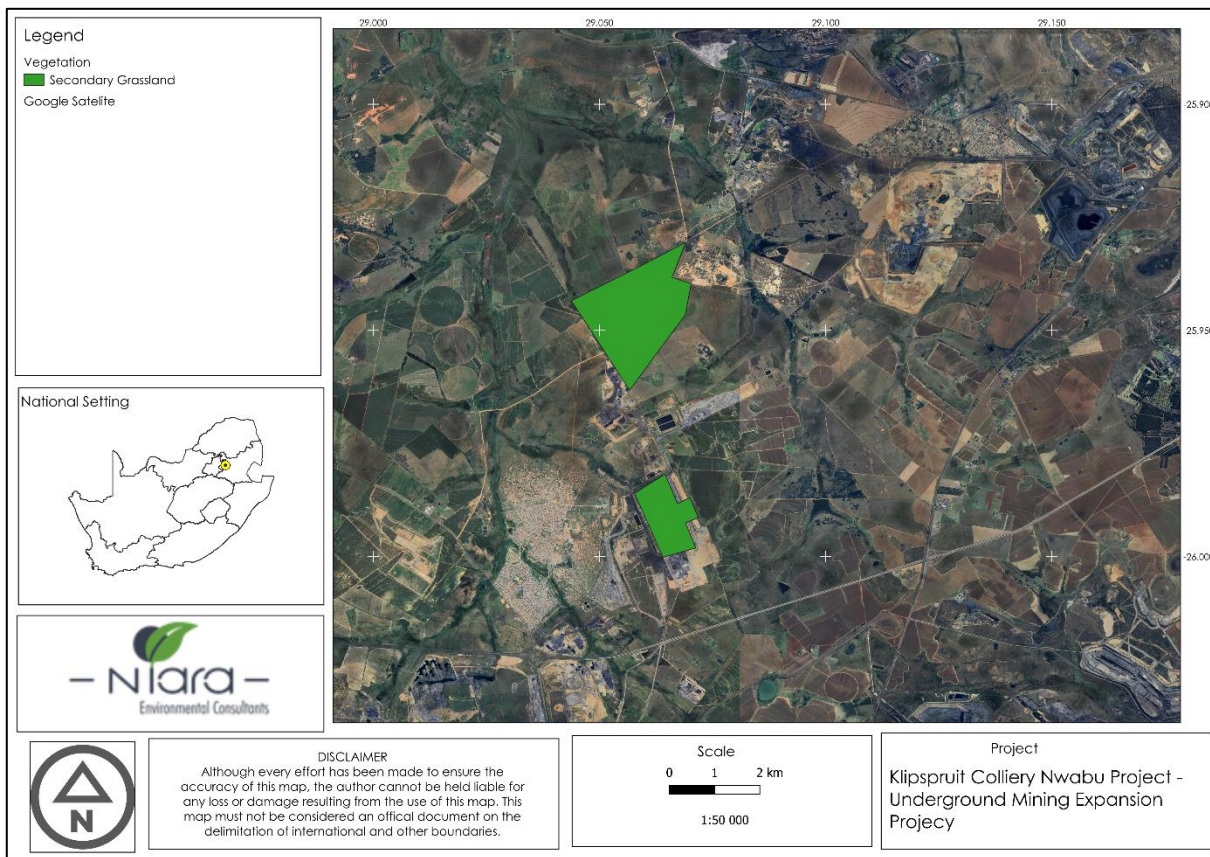 Legend
Vegetation
Secondary Grassland
Google Satelite
29.000
29.050
29.100
29.150
-25.900
-25.950
-26.000
National Setting
– NIara –
Environmental Consultants
N
DISCLAIMER
Although every effort has been made to ensure the
accuracy of this map, the author cannot be held liable for
any loss or damage resulting from the use of this map. This
map must not be considered an offical document on the
delimitation of international and other boundaries.
Scale
0 1 2 km
1:50 000
Project
Klipspruit Colliery Nwabu Project -
Underground Mining Expansion
Projecy